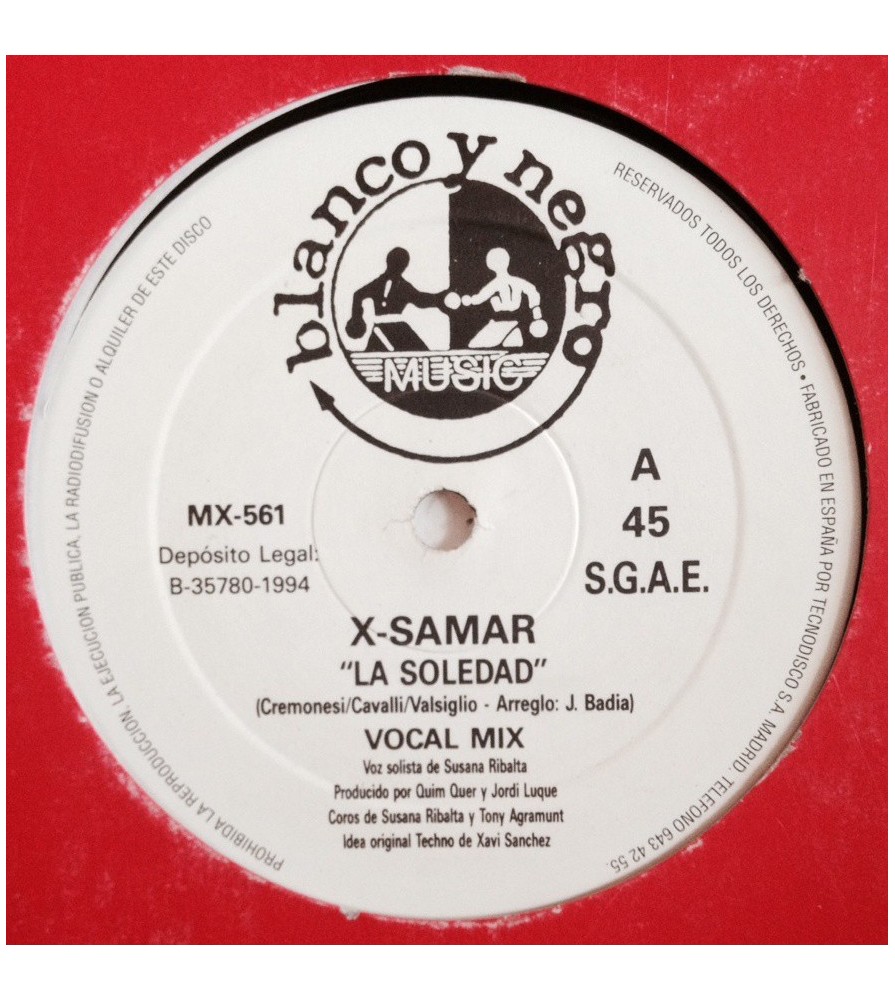 blanco y negro
MUSIC
MX-561
Depósito Legal:
B-35780-1994
A
45
S.G.A.E.
X-SAMAR
“LA SOLEDAD”
(Cremonesi/Cavalli/Valsiglio - Arreglo: J. Badia)
VOCAL MIX
Voz solista de Susana Ribalta
Producido por Quim Quer y Jordi Luque
Coros de Susana Ribalta y Tony Agramunt
Idea original Techno de Xavi Sanchez
PROHIBIDA LA REPRODUCCION, LA EJECUCION PUBLICA, LA RADIODIFUSION O ALQUILER DE ESTE DISCO
RESERVADOS TODOS LOS DERECHOS • FABRICADO EN ESPAÑA POR TECNODISCO S.A. MADRID. TELEFONO 643 42 55.